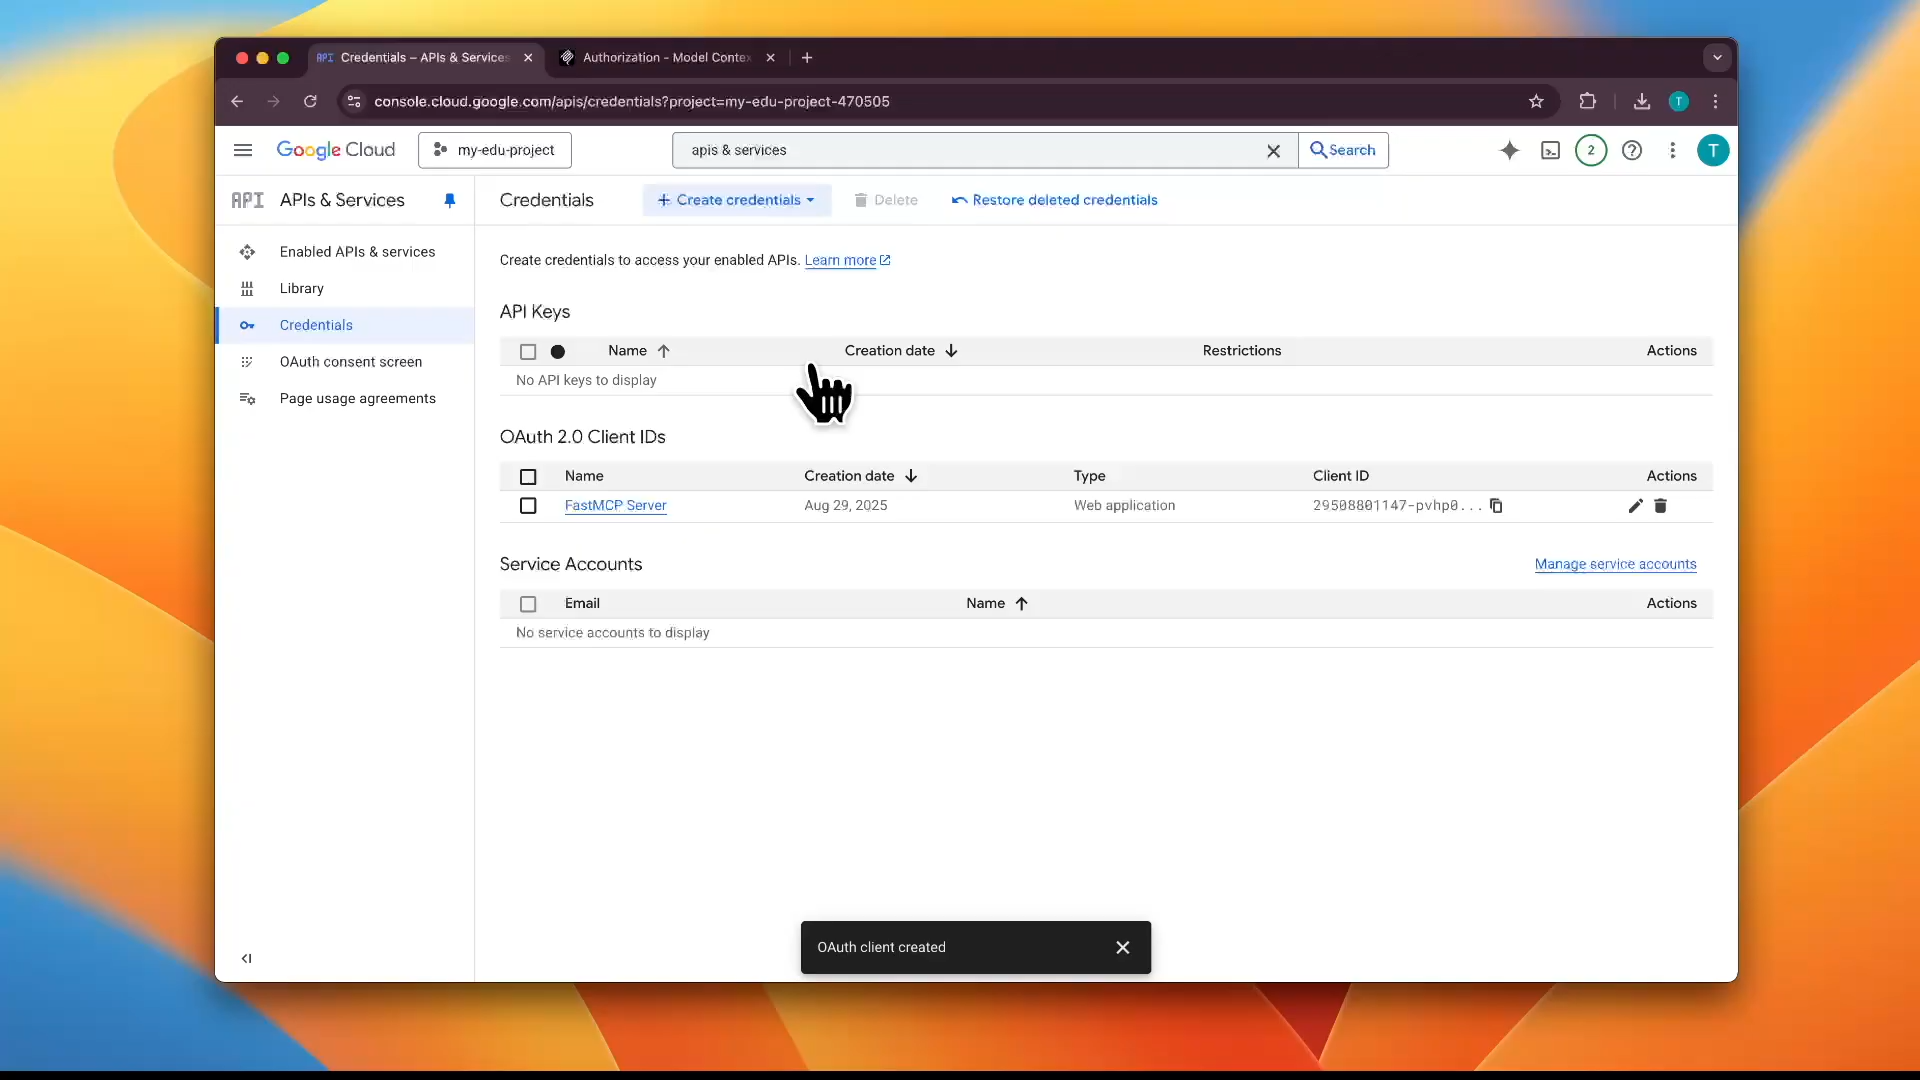 API Credentials – APIs & Services
Authorization - Model Contex
console.cloud.google.com/apis/credentials?project=my-edu-project-470505
T
Google Cloud
my-edu-project
apis & services
Search
2
T
API APIs & Services
Credentials
Create credentials
Delete
Restore deleted credentials
Enabled APIs & services
Library
Credentials
OAuth consent screen
Page usage agreements
Create credentials to access your enabled APIs. Learn more
API Keys
Name Creation date Restrictions Actions
No API keys to display
OAuth 2.0 Client IDs
Name Creation date Type Client ID Actions
FastMCP Server Aug 29, 2025 Web application 29508801147-pvhp0...
Service Accounts Manage service accounts
Email Name Actions
No service accounts to display
OAuth client created